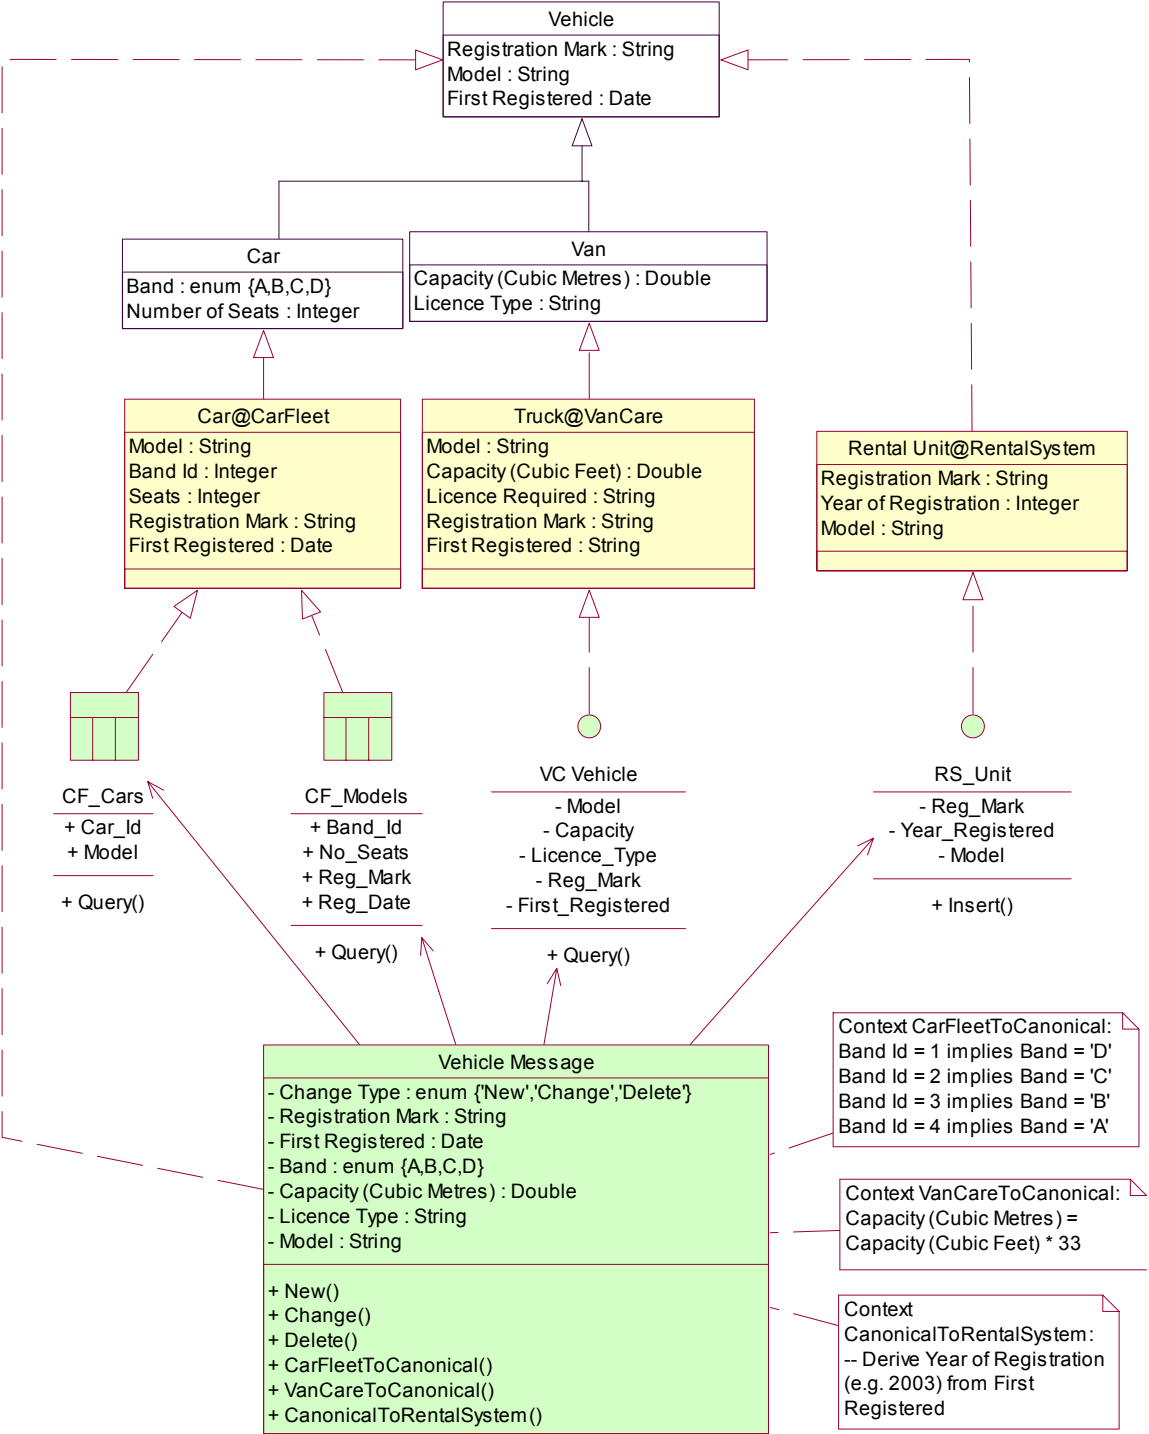 Vehicle
Registration Mark : String
Model : String
First Registered : Date
Car
Band : enum {A,B,C,D}
Number of Seats : Integer
Van
Capacity (Cubic Metres) : Double
Licence Type : String
Car@CarFleet
Model : String
Band Id : Integer
Seats : Integer
Registration Mark : String
First Registered : Date
Truck@VanCare
Model : String
Capacity (Cubic Feet) : Double
Licence Required : String
Registration Mark : String
First Registered : String
Rental Unit@RentalSystem
Registration Mark : String
Year of Registration : Integer
Model : String
CF_Cars
+ Car_Id
+ Model
+ Query()
CF_Models
+ Band_Id
+ No_Seats
+ Reg_Mark
+ Reg_Date
+ Query()
VC Vehicle
- Model
- Capacity
- Licence_Type
- Reg_Mark
- First_Registered
+ Query()
RS_Unit
- Reg_Mark
- Year_Registered
- Model
+ Insert()
Vehicle Message
- Change Type : enum {'New','Change','Delete'}
- Registration Mark : String
- First Registered : Date
- Band : enum {A,B,C,D}
- Capacity (Cubic Metres) : Double
- Licence Type : String
- Model : String
+ New()
+ Change()
+ Delete()
+ CarFleetToCanonical()
+ VanCareToCanonical()
+ CanonicalToRentalSystem()
Context CarFleetToCanonical:
Band Id = 1 implies Band = 'D'
Band Id = 2 implies Band = 'C'
Band Id = 3 implies Band = 'B'
Band Id = 4 implies Band = 'A'
Context VanCareToCanonical:
Capacity (Cubic Metres) =
Capacity (Cubic Feet) * 33
Context
CanonicalToRentalSystem:
-- Derive Year of Registration
(e.g. 2003) from First
Registered